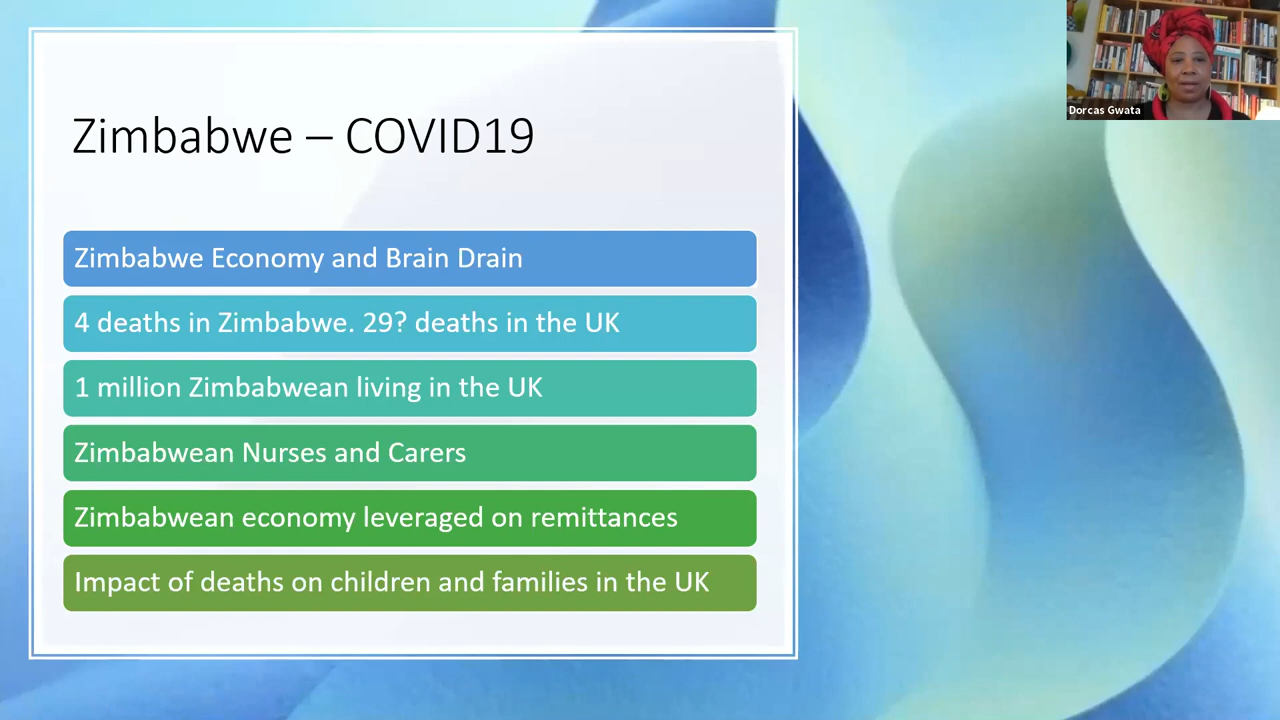 Zimbabwe – COVID19
Zimbabwe Economy and Brain Drain
4 deaths in Zimbabwe. 29? deaths in the UK
1 million Zimbabwean living in the UK
Zimbabwean Nurses and Carers
Zimbabwean economy leveraged on remittances
Impact of deaths on children and families in the UK
Dorcas Gwata